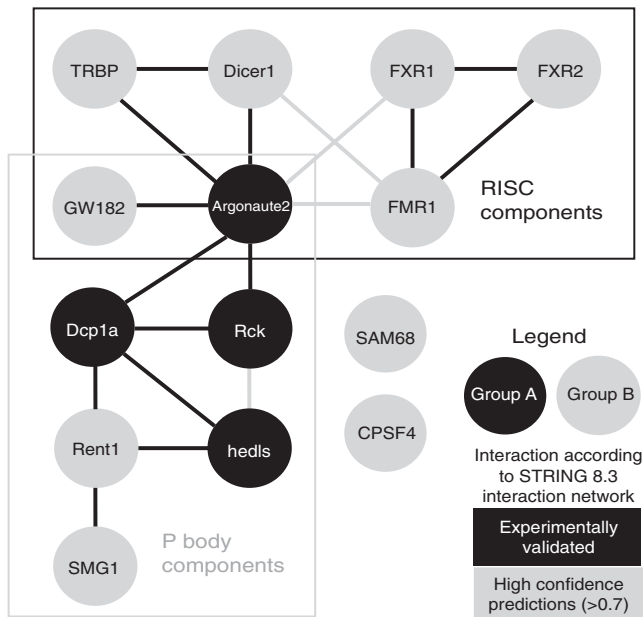 TRBP
Dicer1
FXR1
FXR2
GW182
Argonaute2
FMR1
RISC
components
Dcp1a
Rck
SAM68
Legend
Group A
Group B
Rent1
hedls
CPSF4
Interaction according
to STRING 8.3
interaction network
SMG1
P body
components
Experimentally
validated
High confidence
predictions (>0.7)